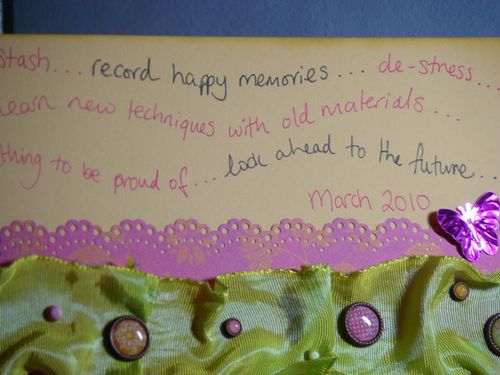 stash... record happy memories... de-stress...
learn new techniques with old materials...
thing to be proud of... look ahead to the future...
March 2010